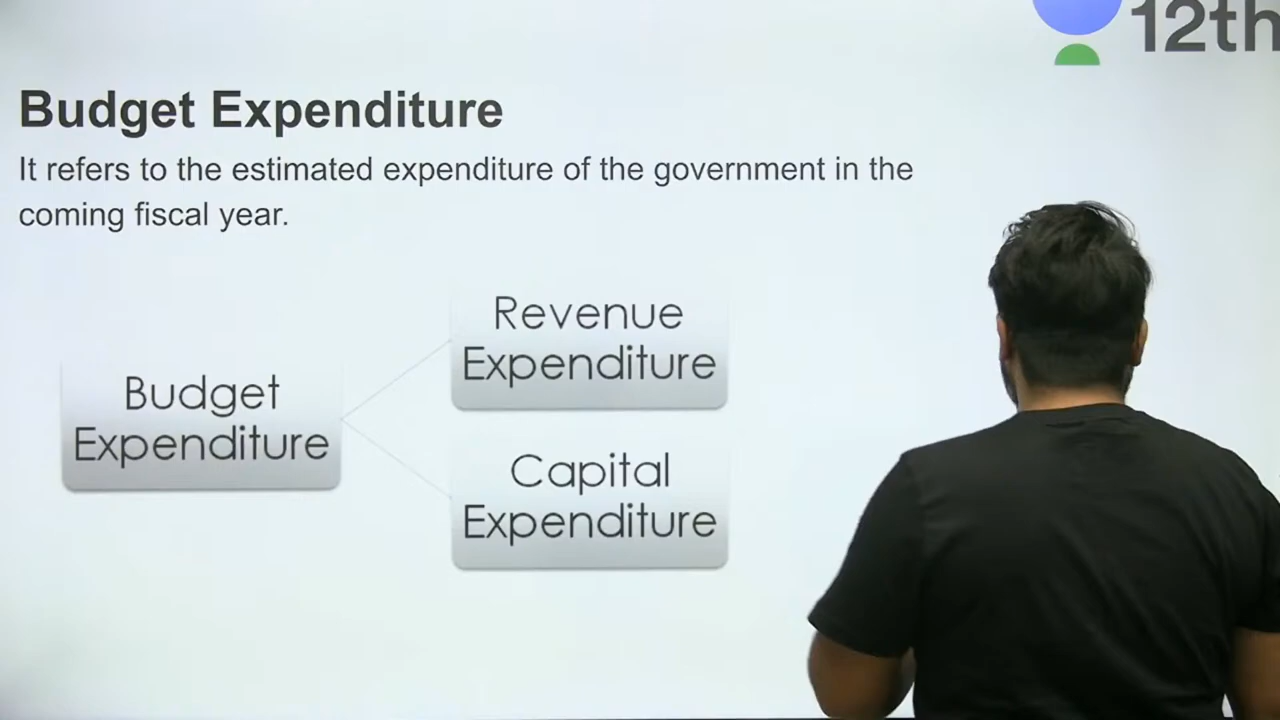 12th
Budget Expenditure
It refers to the estimated expenditure of the government in the
coming fiscal year.
Revenue
Expenditure
Budget
Expenditure
Capital
Expenditure